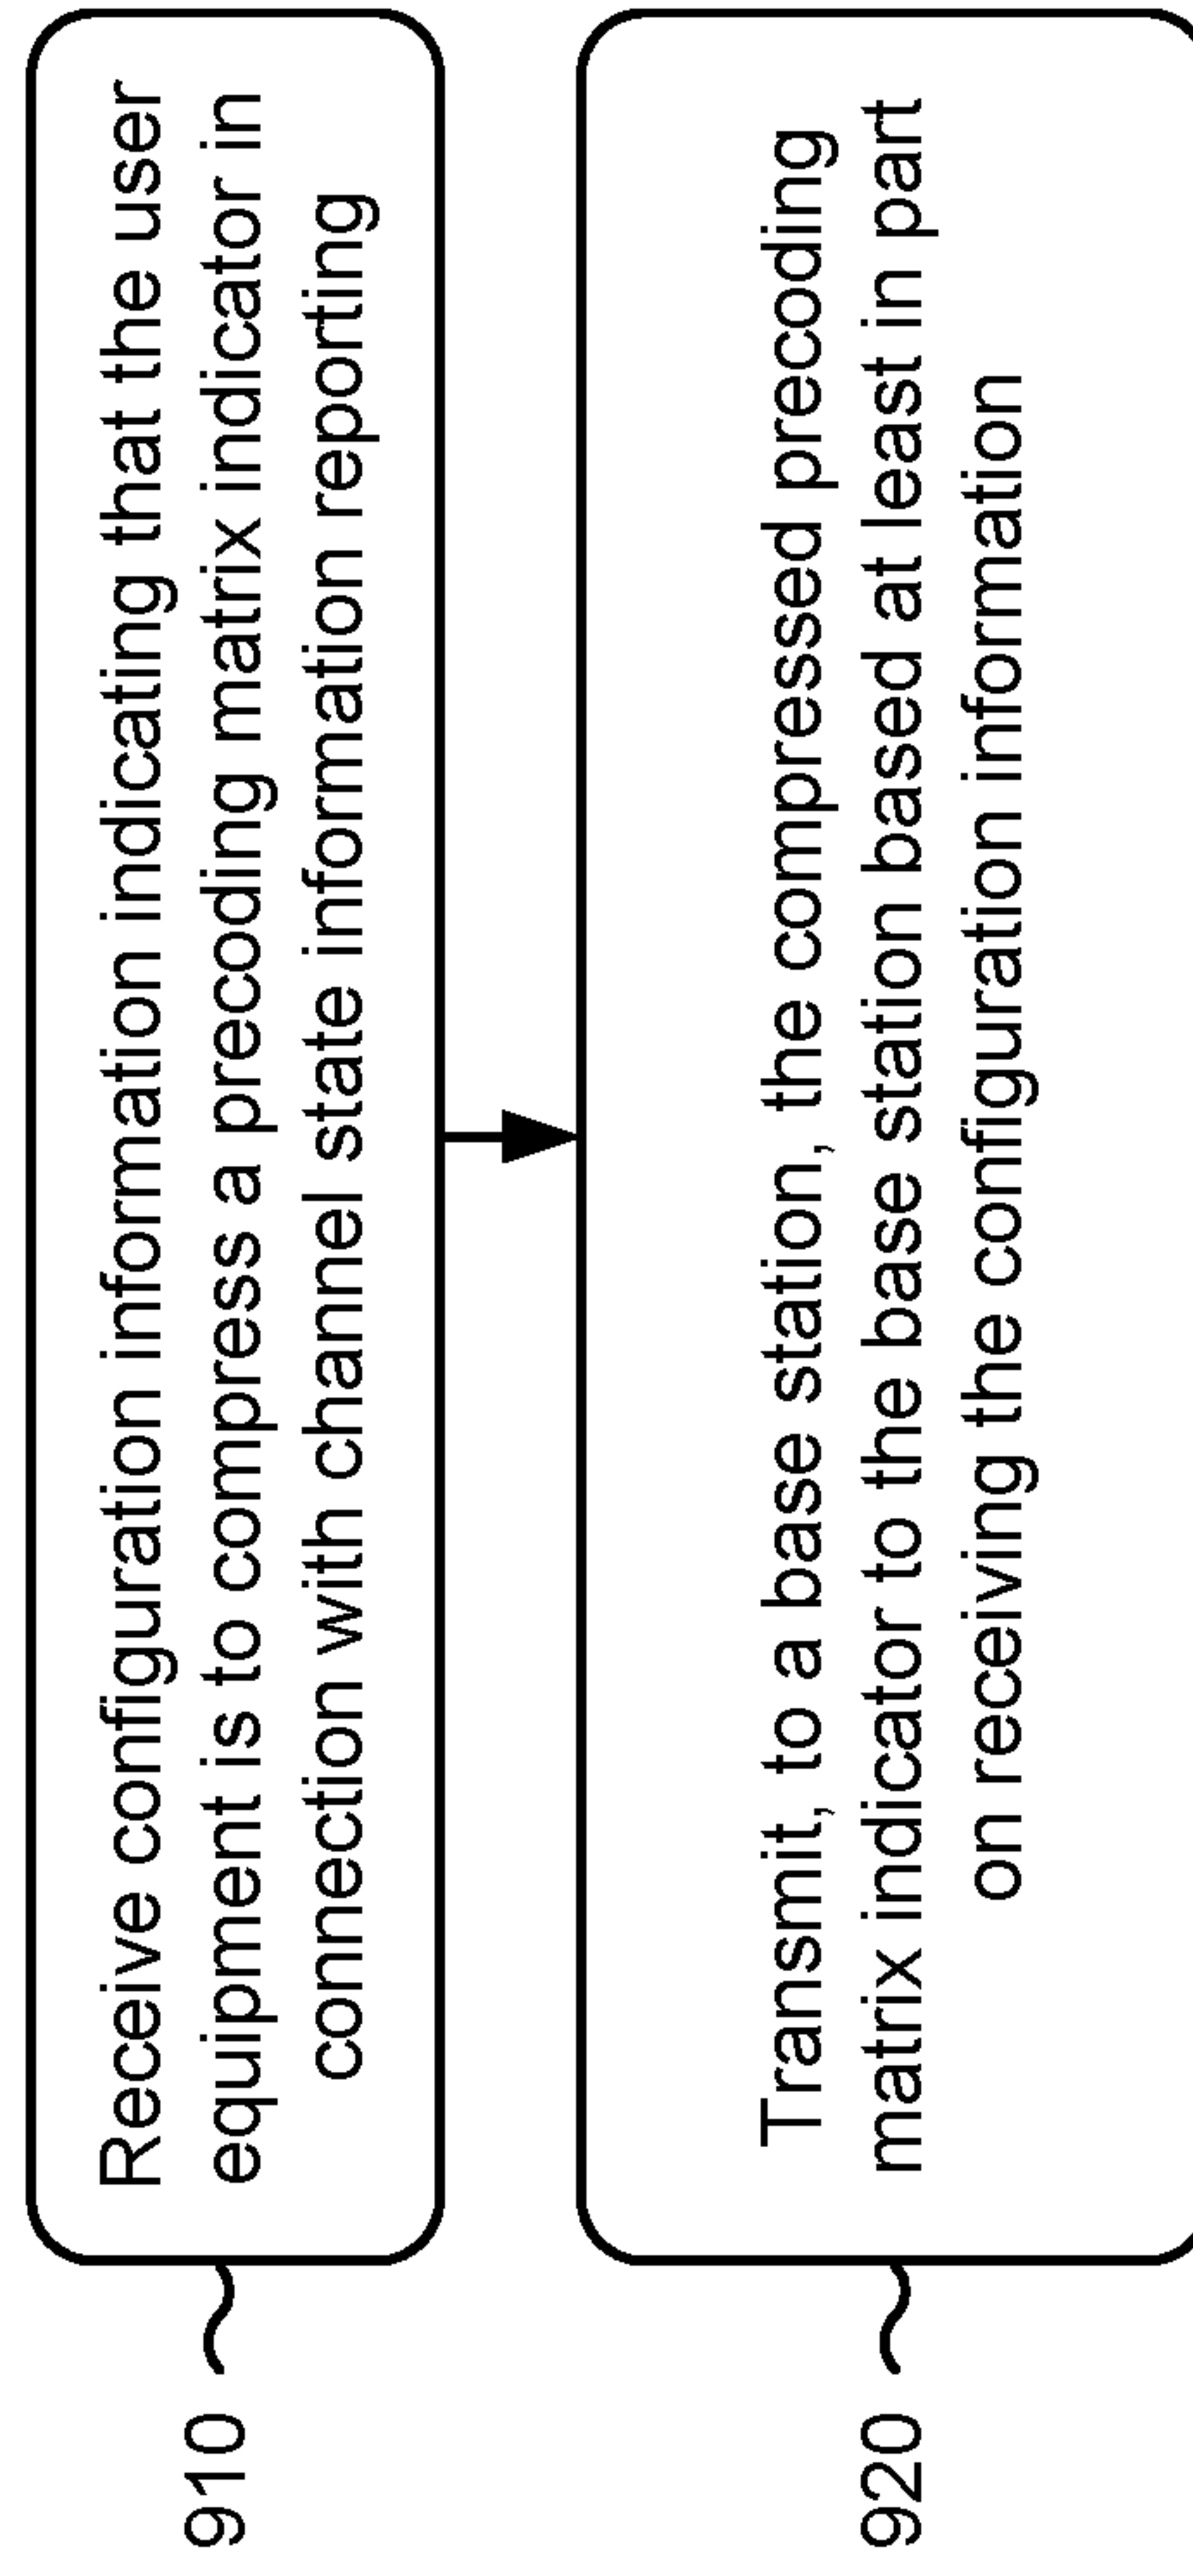 910
Receive configuration information indicating that the user
equipment is to compress a precoding matrix indicator in
connection with channel state information reporting
920
Transmit, to a base station, the compressed precoding
matrix indicator to the base station based at least in part
on receiving the configuration information